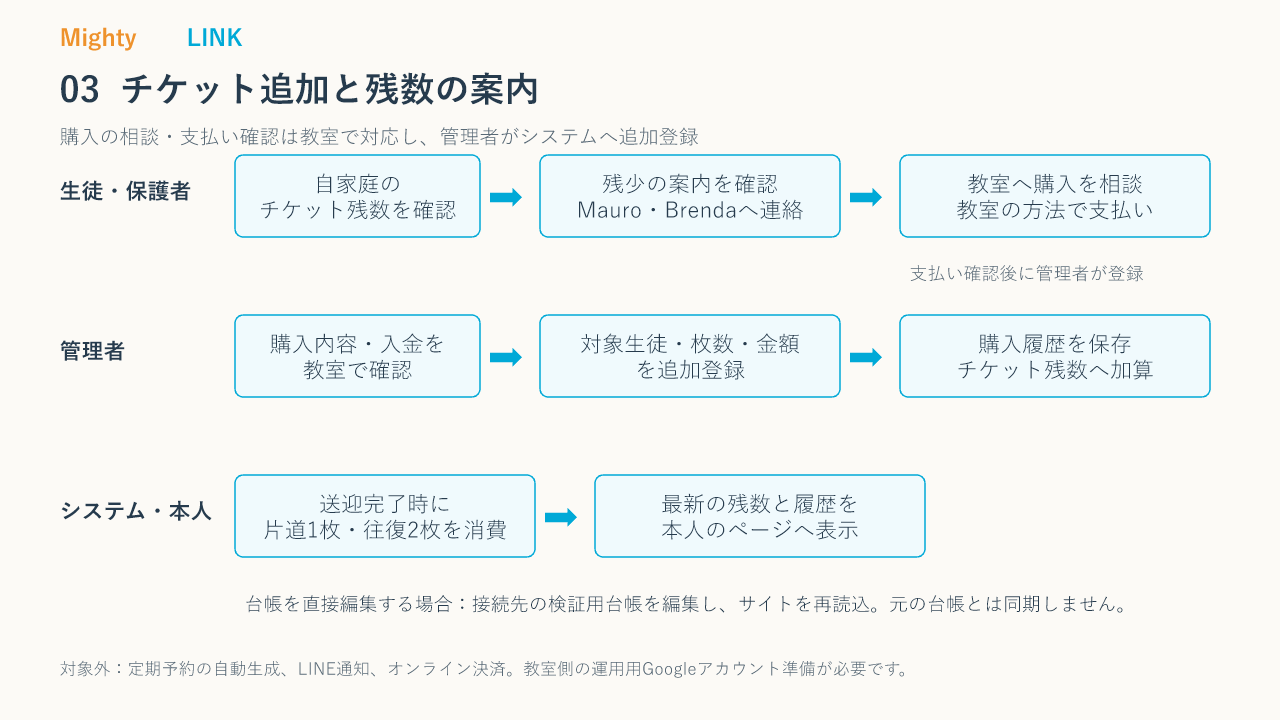 Mighty LINK
03 チケット追加と残数の案内
購入の相談・支払い確認は教室で対応し、管理者がシステムへ追加登録
生徒・保護者
自家庭の
チケット残数を確認
残少の案内を確認
Mauro・Brendaへ連絡
教室へ購入を相談
教室の方法で支払い
支払い確認後に管理者が登録
管理者
購入内容・入金を
教室で確認
対象生徒・枚数・金額
を追加登録
購入履歴を保存
チケット残数へ加算
システム・本人
送迎完了時に
片道1枚・往復2枚を消費
最新の残数と履歴を
本人のページへ表示
台帳を直接編集する場合：接続先の検証用台帳を編集し、サイトを再読込。元の台帳とは同期しません。
対象外：定期予約の自動生成、LINE通知、オンライン決済。教室側の運用用Googleアカウント準備が必要です。